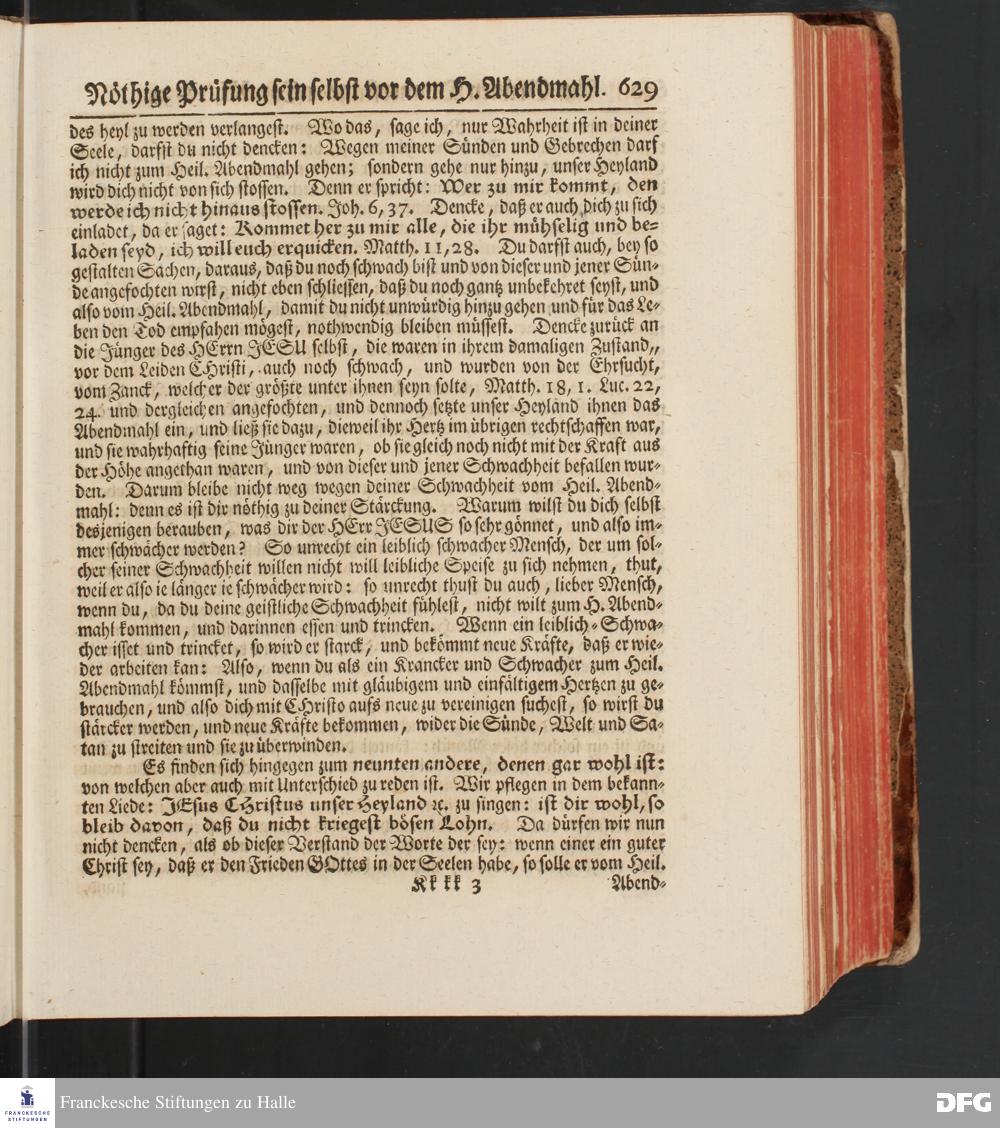 Nöthige Prüfung sein selbst vor dem H. Abendmahl. 629
des heyl zu werden verlangest. Wo das, sage ich, nur Wahrheit ist in deiner
Seele, darfst du nicht dencken: Wegen meiner Sünden und Gebrechen darf
ich nicht zum Heil. Abendmahl gehen; sondern gehe nur hinzu, unser Heyland
wird dich nicht von sich stossen. Denn er spricht: Wer zu mir kommt, den
werde ich nicht hinaus stossen. Joh. 6, 37. Dencke, daß er auch dich zu sich
einladet, da er saget: Kommet her zu mir alle, die ihr mühselig und be-
laden seyd, ich will euch erquicken. Matth. 11, 28. Du darfst auch, bey so
gestalten Sachen, daraus, daß du noch schwach bist und von dieser und jener Sün-
de angefochten wirst, nicht eben schliessen, daß du noch gantz unbekehret seyst, und
also vom Heil. Abendmahl, damit du nicht unwürdig hinzu gehen und für das Le-
ben den Tod empfahen mögest, nothwendig bleiben müssest. Dencke zurück an
die Jünger des HErrn JESU selbst, die waren in ihrem damaligen Zustand,,
vor dem Leiden CHristi, auch noch schwach, und wurden von der Ehrsucht,
vom Zanck, welcher der größte unter ihnen seyn solte, Matth. 18, 1. Luc. 22,
24. und dergleichen angefochten, und dennoch setzte unser Heyland ihnen das
Abendmahl ein, und ließ sie dazu, dieweil ihr Hertz im übrigen rechtschaffen war,
und sie wahrhaftig seine Jünger waren, ob sie gleich noch nicht mit der Kraft aus
der Höhe angethan waren, und von dieser und jener Schwachheit befallen wur-
den. Darum bleibe nicht weg wegen deiner Schwachheit vom Heil. Abend-
mahl: denn es ist dir nöthig zu deiner Stärckung. Warum wilst du dich selbst
desjenigen berauben, was dir der HErr JESUS so sehr gönnet, und also im-
mer schwächer werden? So unrecht ein leiblich schwacher Mensch, der um sol-
cher seiner Schwachheit willen nicht will leibliche Speise zu sich nehmen, thut,
weil er also ie länger ie schwächer wird: so unrecht thust du auch, lieber Mensch,
wenn du, da du deine geistliche Schwachheit fühlest, nicht wilt zum H. Abend-
mahl kommen, und darinnen essen und trincken. Wenn ein leiblich-Schwa-
cher isset und trincket, so wird er starck, und bekömmt neue Kräfte, daß er wie-
der arbeiten kan: Also, wenn du als ein Krancker und Schwacher zum Heil.
Abendmahl kömmst, und dasselbe mit gläubigem und einfältigem Hertzen zu ge-
brauchen, und also dich mit CHristo aufs neue zu vereinigen suchest, so wirst du
stärcker werden, und neue Kräfte bekommen, wider die Sünde, Welt und Sa-
tan zu streiten und sie zu überwinden.
Es finden sich hingegen zum neunten andere, denen gar wohl ist:
von welchen aber auch mit Unterschied zu reden ist. Wir pflegen in dem bekann-
ten Liede: JEsus CHristus unser Heyland ꝛc. zu singen: ist dir wohl, so
bleib davon, daß du nicht kriegest bösen Lohn. Da dürfen wir nun
nicht dencken, als ob dieser Verstand der Worte der sey: wenn einer ein guter
Christ sey, daß er den Frieden GOttes in der Seelen habe, so solle er vom Heil.
Kk kk 3 Abend-
FRANCKESCHE
STIFTUNGEN
Franckesche Stiftungen zu Halle
DFG